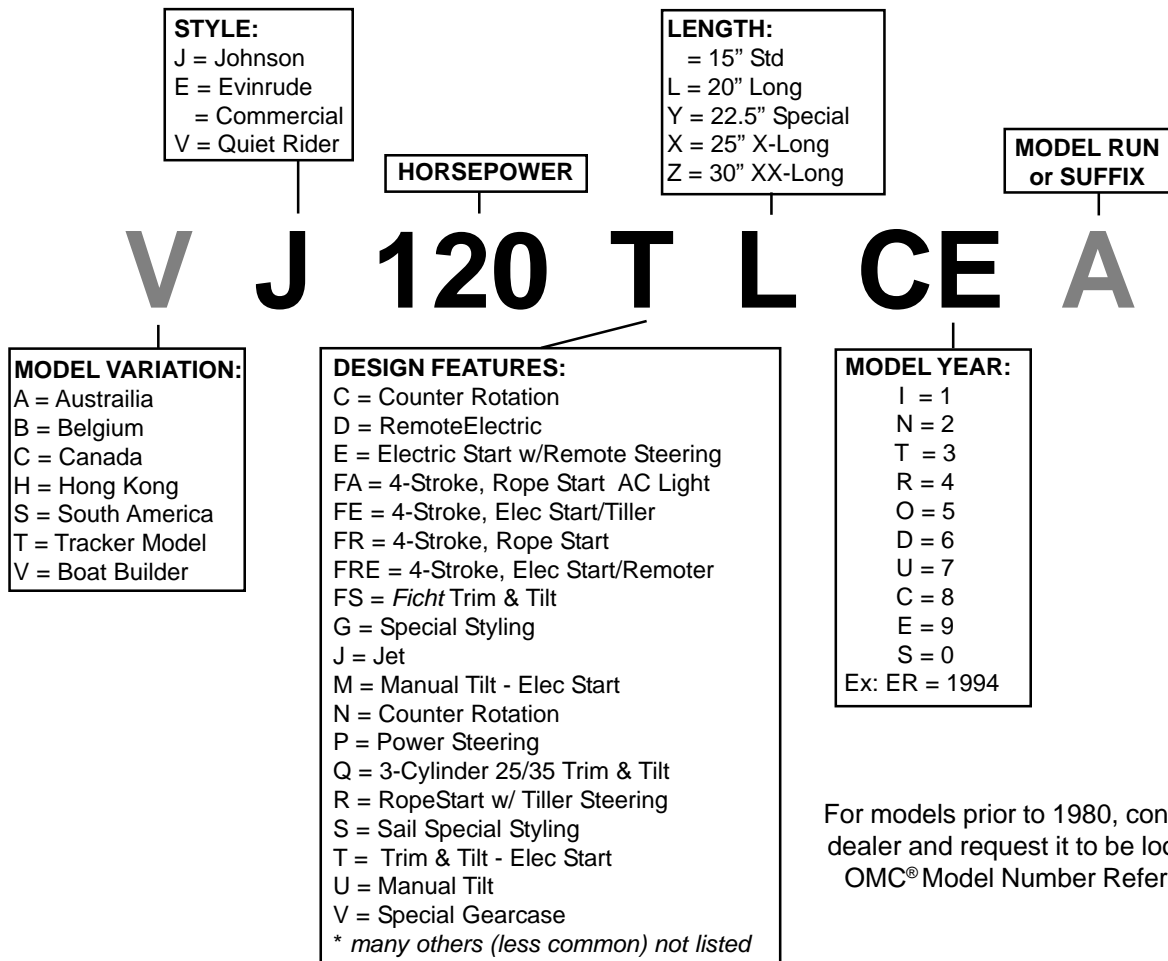 STYLE:
J = Johnson
E = Evinrude
= Commercial
V = Quiet Rider
HORSEPOWER
LENGTH:
= 15” Std
L = 20” Long
Y = 22.5” Special
X = 25” X-Long
Z = 30” XX-Long
MODEL RUN
or SUFFIX
V J 120 T L CE A
MODEL VARIATION:
A = Austrailia
B = Belgium
C = Canada
H = Hong Kong
S = South America
T = Tracker Model
V = Boat Builder
DESIGN FEATURES:
C = Counter Rotation
D = RemoteElectric
E = Electric Start w/Remote Steering
FA = 4-Stroke, Rope Start AC Light
FE = 4-Stroke, Elec Start/Tiller
FR = 4-Stroke, Rope Start
FRE = 4-Stroke, Elec Start/Remoter
FS = Ficht Trim & Tilt
G = Special Styling
J = Jet
M = Manual Tilt - Elec Start
N = Counter Rotation
P = Power Steering
Q = 3-Cylinder 25/35 Trim & Tilt
R = RopeStart w/ Tiller Steering
S = Sail Special Styling
T = Trim & Tilt - Elec Start
U = Manual Tilt
V = Special Gearcase
* many others (less common) not listed
MODEL YEAR:
I = 1
N = 2
T = 3
R = 4
O = 5
D = 6
U = 7
C = 8
E = 9
S = 0
Ex: ER = 1994
For models prior to 1980, con
dealer and request it to be loc
OMC® Model Number Refer